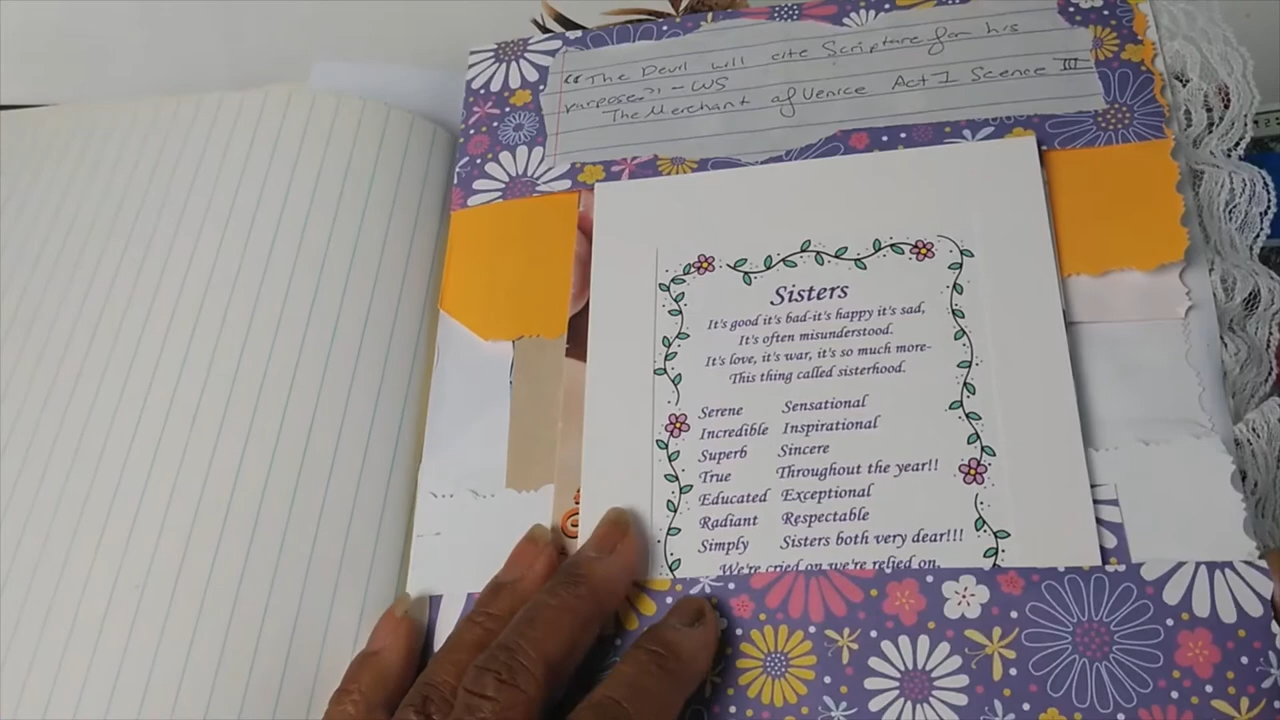 "The Devil will cite Scripture for his
purpose" - WS
The Merchant of Venice Act I Scence III
Sisters
It's good it's bad-it's happy it's sad,
It's often misunderstood.
It's love, it's war, it's so much more-
This thing called sisterhood.
Serene Sensational
Incredible Inspirational
Superb Sincere
True Throughout the year!!
Educated Exceptional
Radiant Respectable
Simply Sisters both very dear!!!
We're cried on we're relied on,